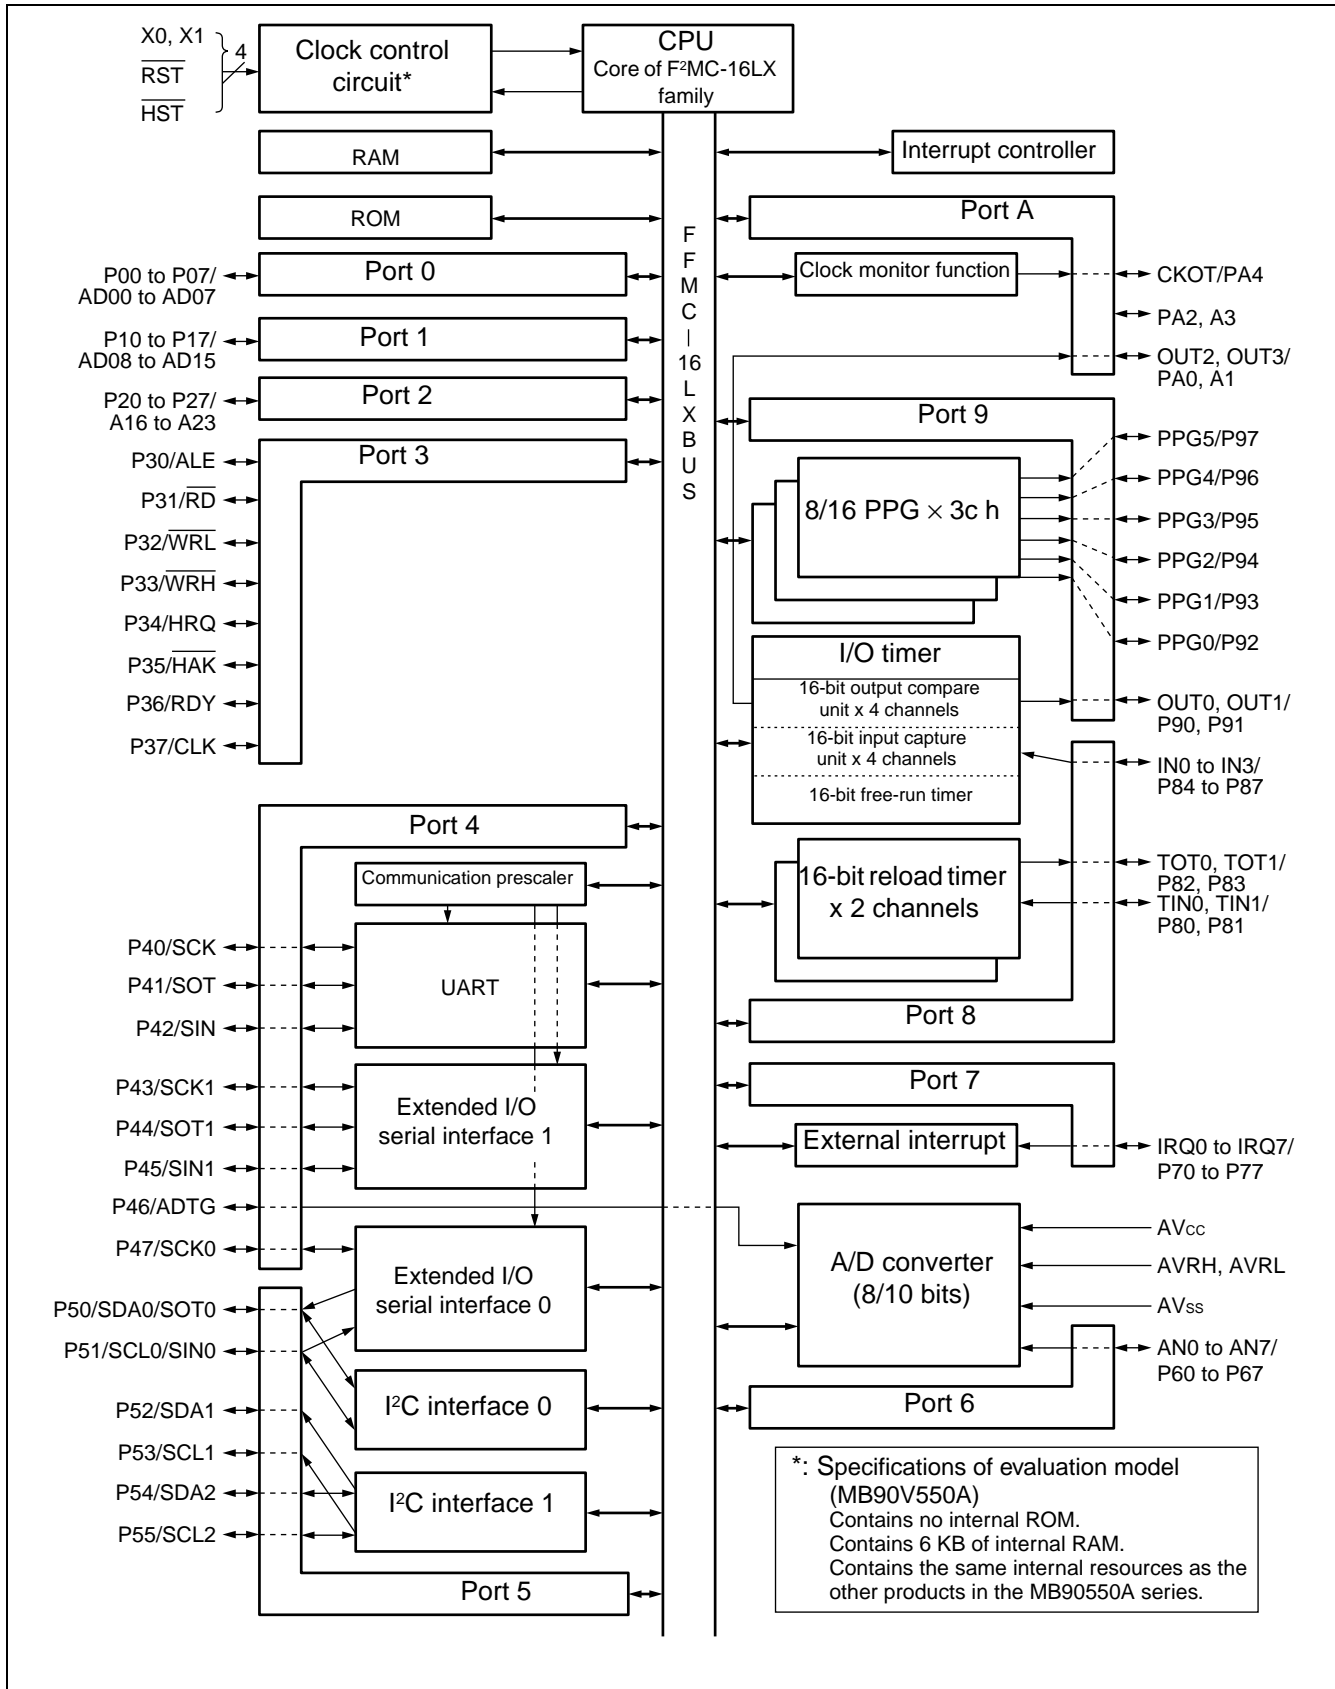 X0, X1
4
RST
HST
Clock control
circuit*
CPU
Core of F²MC-16LX
family
RAM
Interrupt controller
ROM
Port A
F
F
M
C
|
16
L
X
B
U
S
P00 to P07/
AD00 to AD07
Port 0
Clock monitor function
CKOT/PA4
PA2, A3
P10 to P17/
AD08 to AD15
Port 1
OUT2, OUT3/
PA0, A1
P20 to P27/
A16 to A23
Port 2
Port 9
P30/ALE
Port 3
P31/RD
P32/WRL
P33/WRH
P34/HRQ
P35/HAK
P36/RDY
P37/CLK
8/16 PPG × 3c h
PPG5/P97
PPG4/P96
PPG3/P95
PPG2/P94
PPG1/P93
PPG0/P92
I/O timer
16-bit output compare
unit x 4 channels
16-bit input capture
unit x 4 channels
16-bit free-run timer
OUT0, OUT1/
P90, P91
IN0 to IN3/
P84 to P87
Port 4
Communication prescaler
16-bit reload timer
x 2 channels
TOT0, TOT1/
P82, P83
TIN0, TIN1/
P80, P81
P40/SCK
P41/SOT
P42/SIN
UART
Port 8
P43/SCK1
P44/SOT1
P45/SIN1
Extended I/O
serial interface 1
Port 7
External interrupt
IRQ0 to IRQ7/
P70 to P77
P46/ADTG
P47/SCK0
Extended I/O
serial interface 0
A/D converter
(8/10 bits)
AVCC
AVRH, AVRL
AVSS
AN0 to AN7/
P60 to P67
P50/SDA0/SOT0
P51/SCL0/SIN0
I²C interface 0
Port 6
P52/SDA1
P53/SCL1
P54/SDA2
P55/SCL2
I²C interface 1
Port 5
*: Specifications of evaluation model
(MB90V550A)
Contains no internal ROM.
Contains 6 KB of internal RAM.
Contains the same internal resources as the
other products in the MB90550A series.